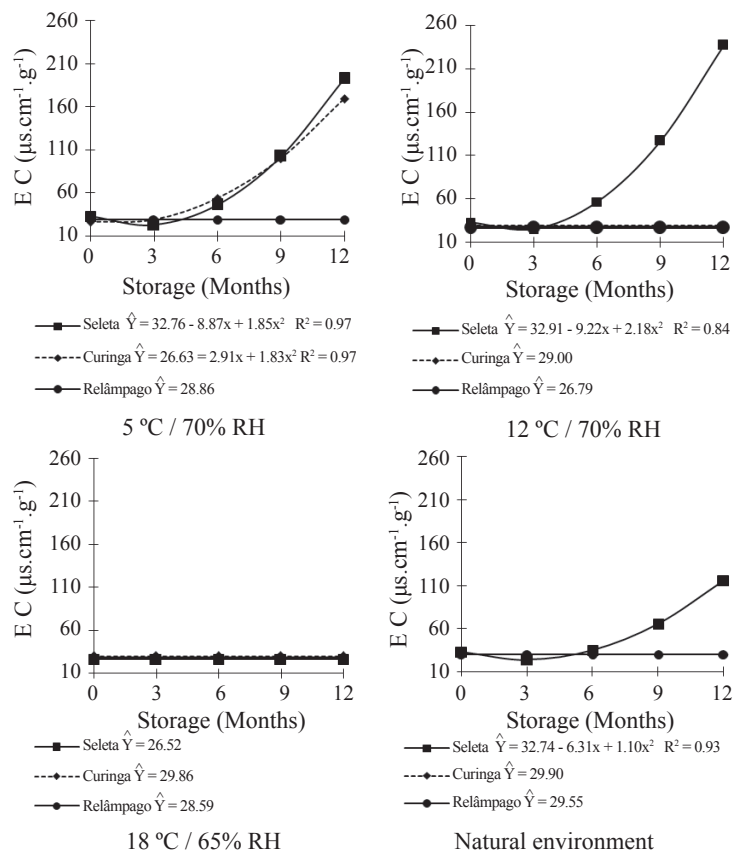 260
210
160
110
60
10
E C (µs.cm⁻¹.g⁻¹)
0 3 6 9 12
Storage (Months)
Seleta Ŷ = 32.76 - 8.87x + 1.85x² R² = 0.97
Curinga Ŷ = 26.63 = 2.91x + 1.83x² R² = 0.97
Relâmpago Ŷ = 28.86
5 ºC / 70% RH
260
210
160
110
60
10
E C (µs.cm⁻¹.g⁻¹)
0 3 6 9 12
Storage (Months)
Seleta Ŷ = 32.91 - 9.22x + 2.18x² R² = 0.84
Curinga Ŷ = 29.00
Relâmpago Ŷ = 26.79
12 ºC / 70% RH
260
210
160
110
60
10
E C (µs.cm⁻¹.g⁻¹)
0 3 6 9 12
Storage (Months)
Seleta Ŷ = 26.52
Curinga Ŷ = 29.86
Relâmpago Ŷ = 28.59
18 ºC / 65% RH
260
210
160
110
60
10
E C (µs.cm⁻¹.g⁻¹)
0 3 6 9 12
Storage (Months)
Seleta Ŷ = 32.74 - 6.31x + 1.10x² R² = 0.93
Curinga Ŷ = 29.90
Relâmpago Ŷ = 29.55
Natural environment